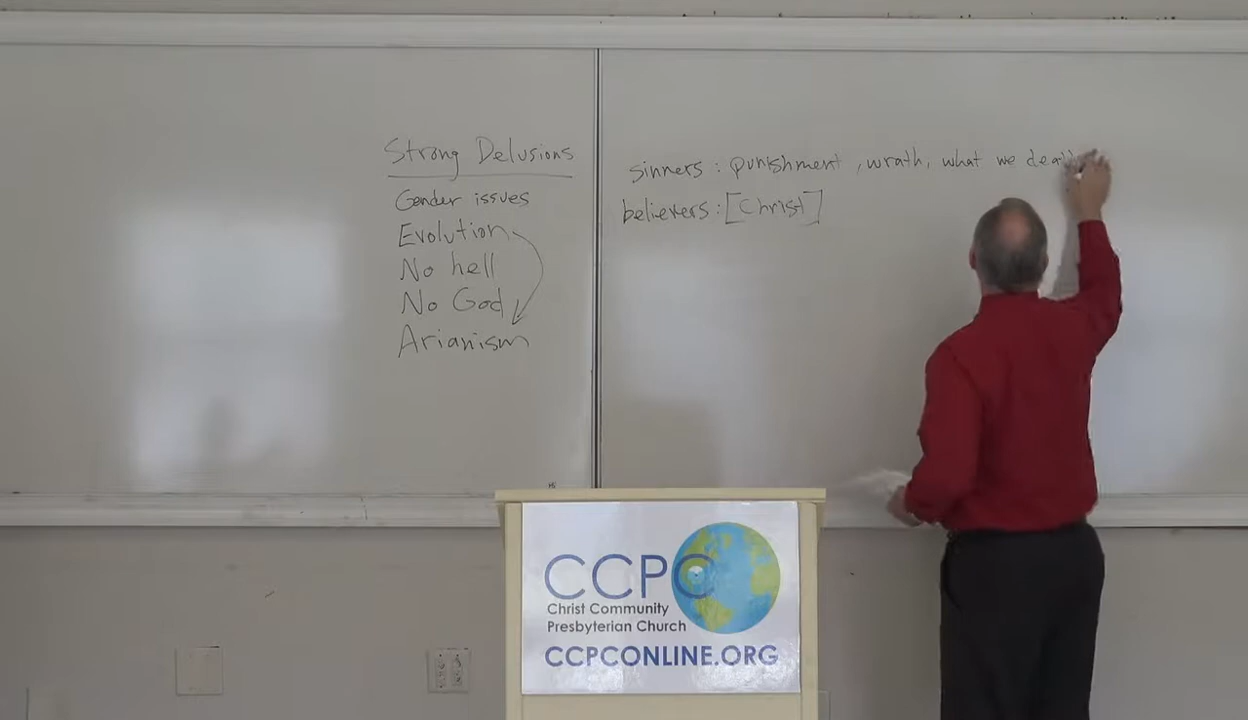 Strong Delusions
Gender issues
Evolution
No hell
No God
Arianism
sinners: punishment, wrath, what we
believers: [Christ]
CCPC
Christ Community
Presbyterian Church
CCPCONLINE.ORG